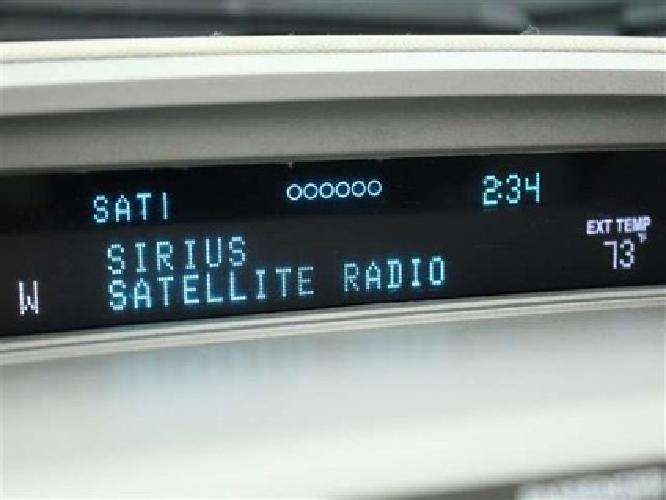 SAT1 OOOOOO 2:34
EXT TEMP
SIRIUS 73°F
W SATELLITE RADIO